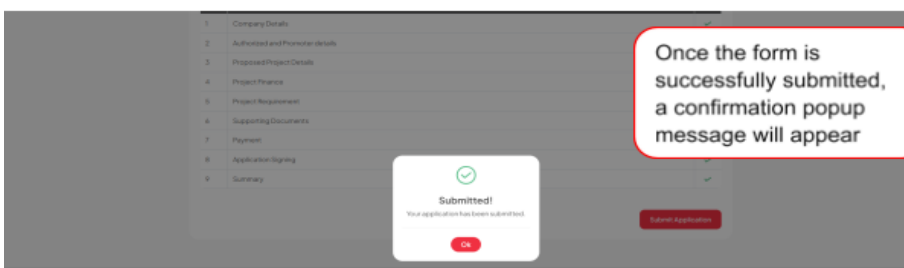 1 Company Details
2 Authorized and Promoter details
3 Proposed Project Details
4 Project Finance
5 Project Requirement
6 Supporting Documents
7 Payment
8 Application Signing
9 Summary
Once the form is
successfully submitted,
a confirmation popup
message will appear
Submitted!
Your application has been submitted.
Ok
Submit Application